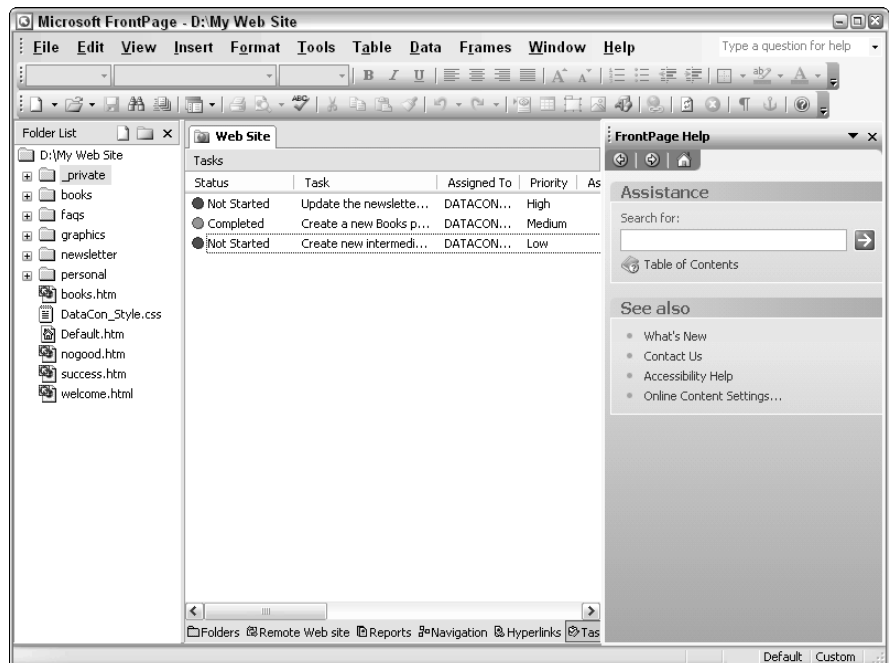 Microsoft FrontPage - D:\My Web Site
File Edit View Insert Format Tools Table Data Frames Window Help
Type a question for help
Folder List
D:\My Web Site
_private
books
faqs
graphics
newsletter
personal
books.htm
DataCon_Style.css
Default.htm
nogood.htm
success.htm
welcome.html
Web Site
Tasks
Status Task Assigned To Priority As
Not Started Update the newslette... DATACON... High
Completed Create a new Books p... DATACON... Medium
Not Started Create new intermedi... DATACON... Low
Folders Remote Web site Reports Navigation Hyperlinks Tas
FrontPage Help
Assistance
Search for:
Table of Contents
See also
What's New
Contact Us
Accessibility Help
Online Content Settings...
Default Custom